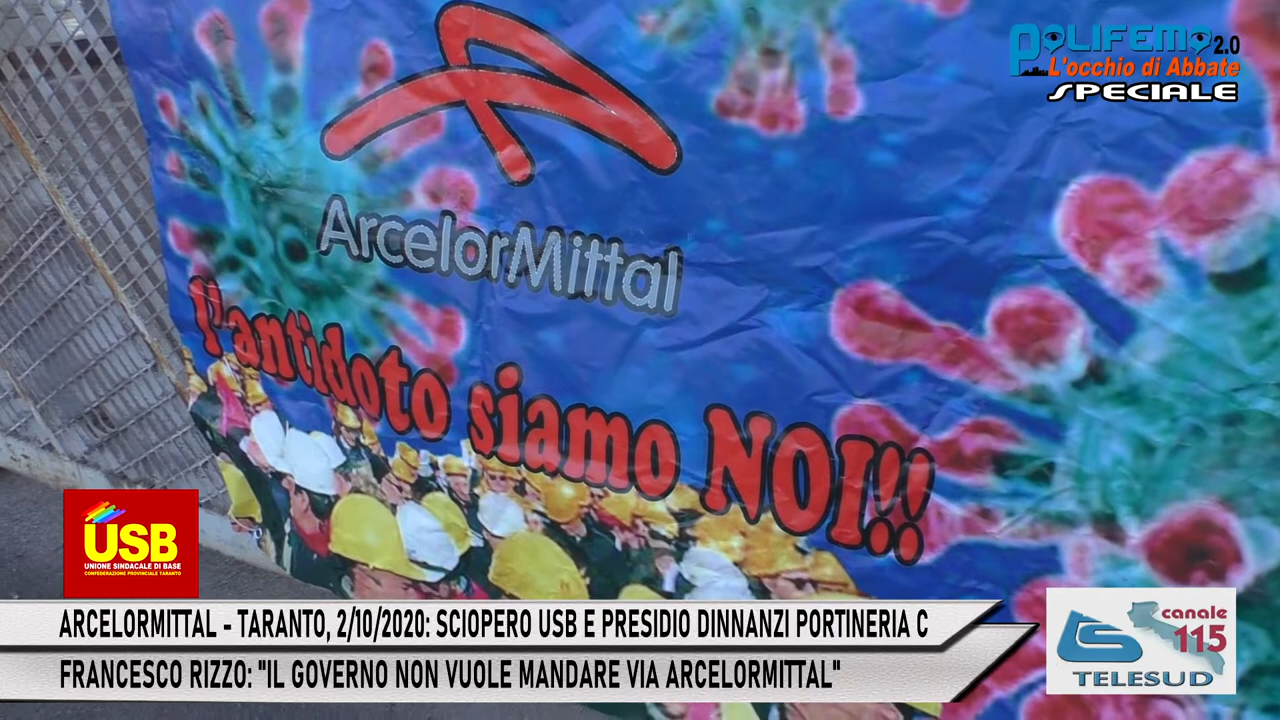 POLIFEMO 2.0
L'occhio di Abbate
SPECIALE
ArcelorMittal
l'antidoto siamo NOI!!
USB
UNIONE SINDACALE DI BASE
CONFEDERAZIONE PROVINCIALE TARANTO
ARCELORMITTAL – TARANTO, 2/10/2020: SCIOPERO USB E PRESIDIO DINNANZI PORTINERIA C
FRANCESCO RIZZO: "IL GOVERNO NON VUOLE MANDARE VIA ARCELORMITTAL"
canale
115
TS
TELESUD